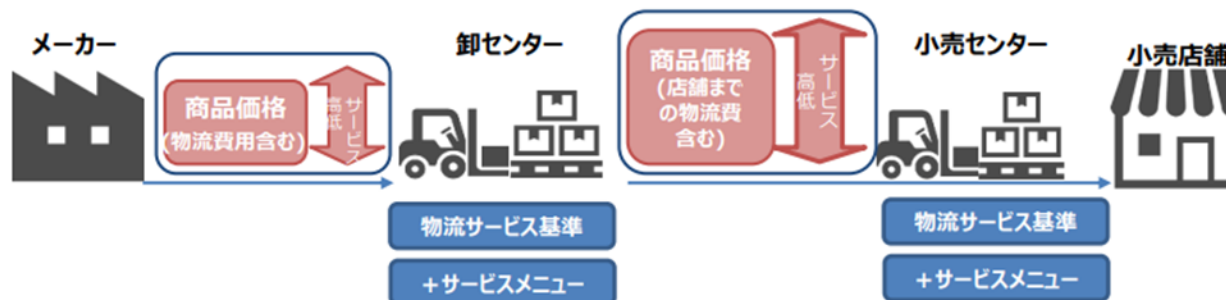 メーカー
商品価格
(物流費用含む)
サービス
高低
卸センター
商品価格
(店舗まで
の物流費
含む)
サービス
高低
小売センター
小売店舗
物流サービス基準
＋サービスメニュー
物流サービス基準
＋サービスメニュー